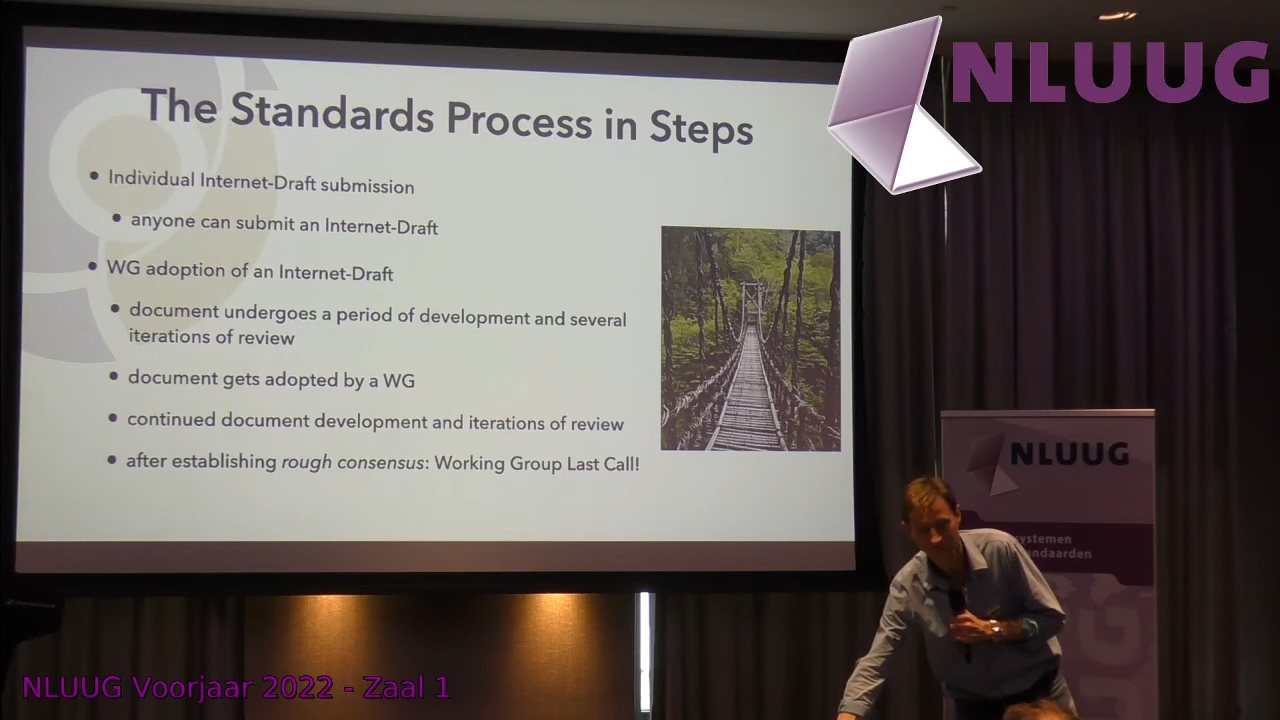 NLUUG
The Standards Process in Steps
• Individual Internet-Draft submission
• anyone can submit an Internet-Draft
• WG adoption of an Internet-Draft
• document undergoes a period of development and several
iterations of review
• document gets adopted by a WG
• continued document development and iterations of review
• after establishing rough consensus: Working Group Last Call!
NLUUG
systemen
NLUUG Voorjaar 2022 - Zaal 1